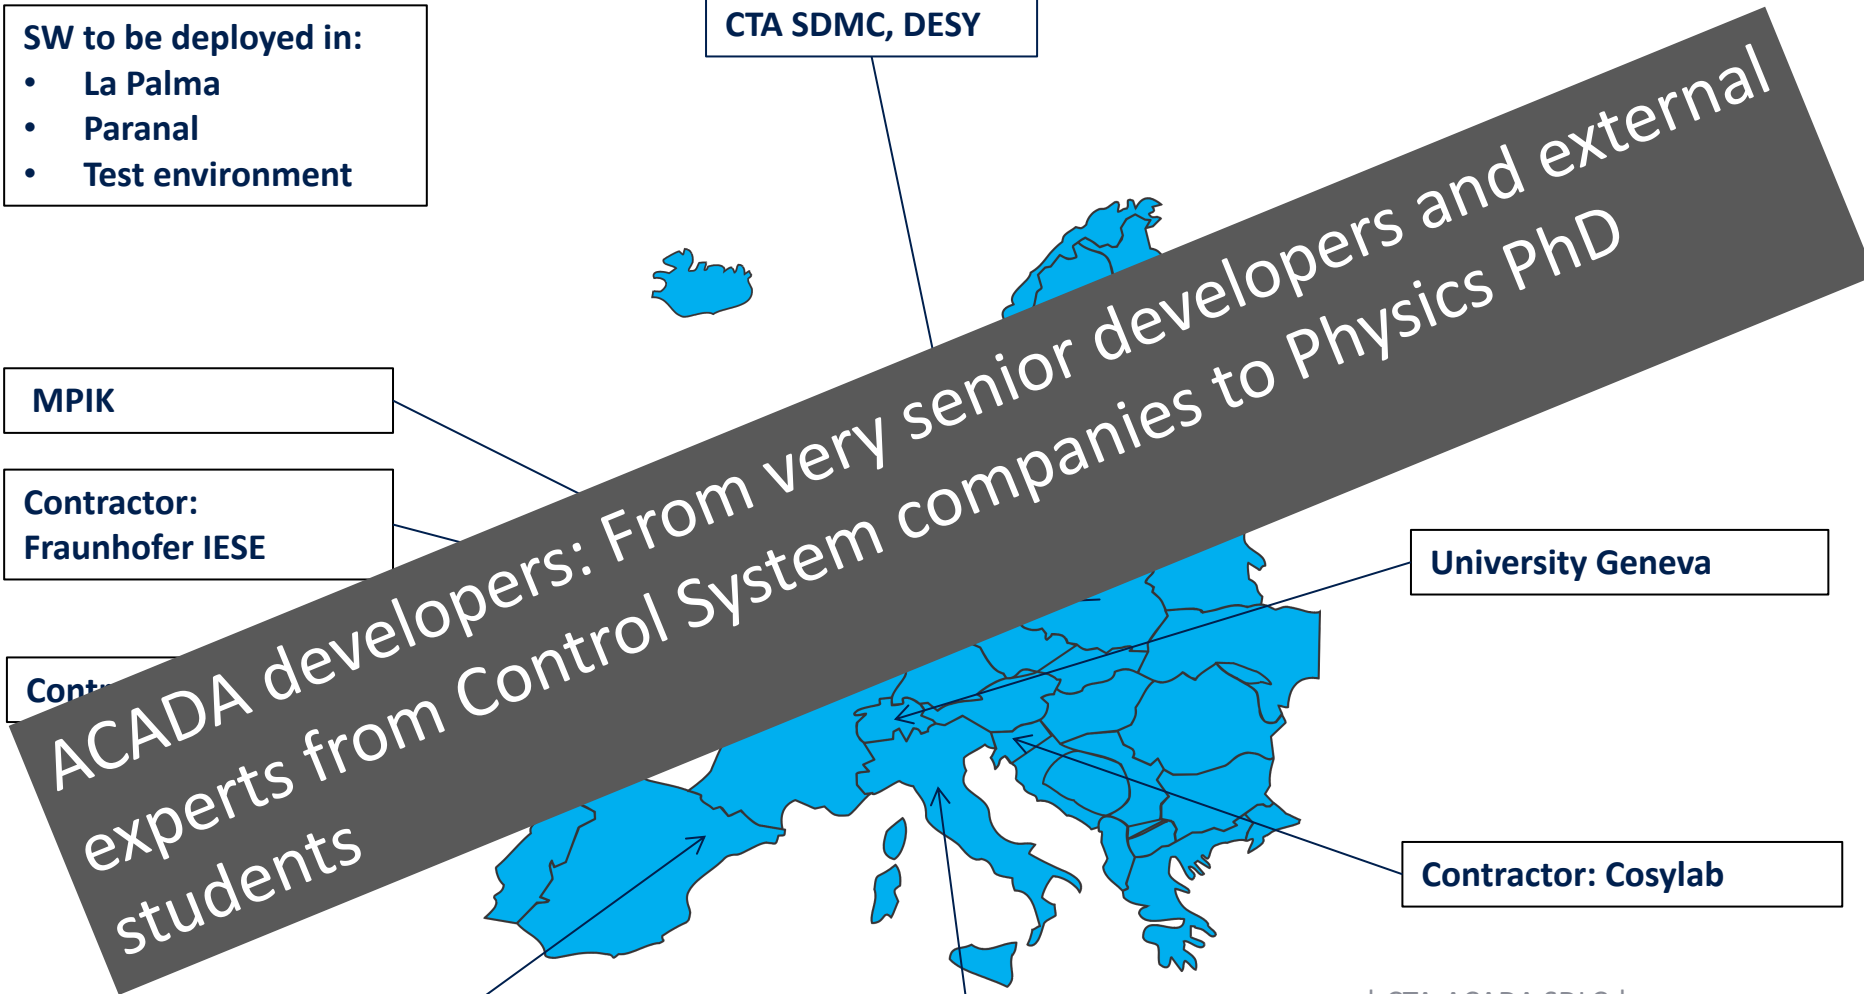 SW to be deployed in:
• La Palma
• Paranal
• Test environment
CTA SDMC, DESY
MPIK
Contractor:
Fraunhofer IESE
ACADA developers: From very senior developers and external
experts from Control System companies to Physics PhD
students
University Geneva
Contractor: Cosylab